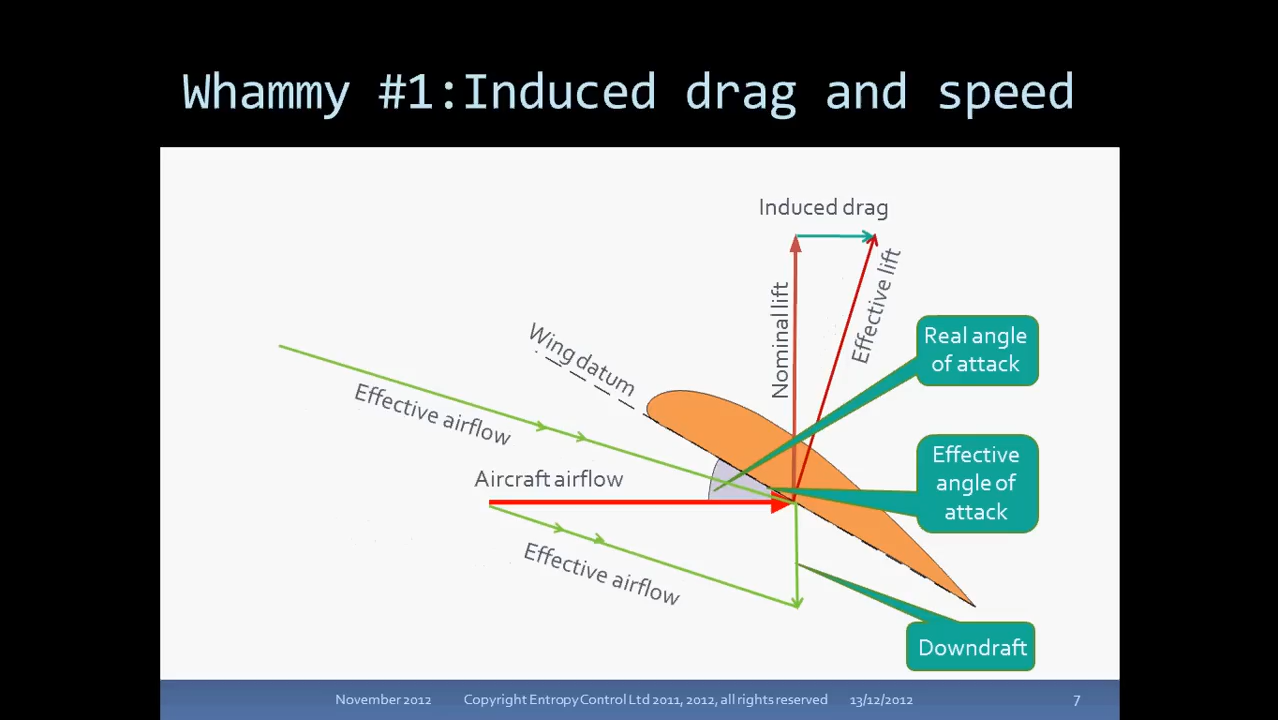 Whammy #1:Induced drag and speed
Induced drag
Nominal lift
Effective lift
Wing datum
Real angle
of attack
Effective airflow
Effective
angle of
attack
Aircraft airflow
Effective airflow
Downdraft
November 2012 Copyright Entropy Control Ltd 2011, 2012, all rights reserved 13/12/2012 7